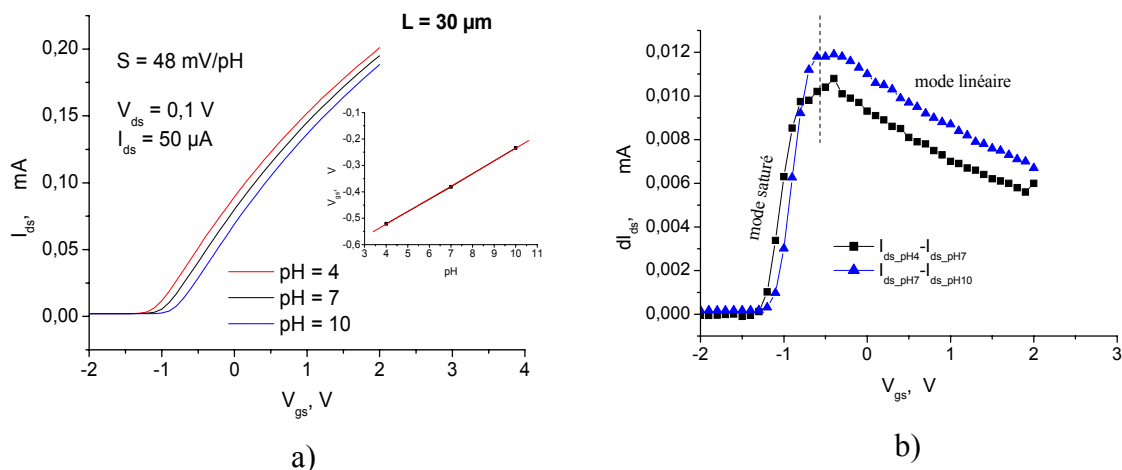 L = 30 µm
S = 48 mV/pH
V_ds = 0,1 V
I_ds = 50 µA
0,20
0,15
0,10
0,05
0,00
I_ds, mA
-2
-1
0
1
2
3
4
V_gs, V
-0,1
-0,2
-0,3
-0,4
-0,5
-0,6
V_gs, V
3 4 5 6 7 8 9 10 11
pH
pH = 4
pH = 7
pH = 10
a)
0,012
0,010
0,008
0,006
0,004
0,002
0,000
dI_ds, mA
mode saturé
mode linéaire
I_ds_pH4-I_ds_pH7
I_ds_pH7-I_ds_pH10
-2
-1
0
1
2
3
V_gs, V
b)